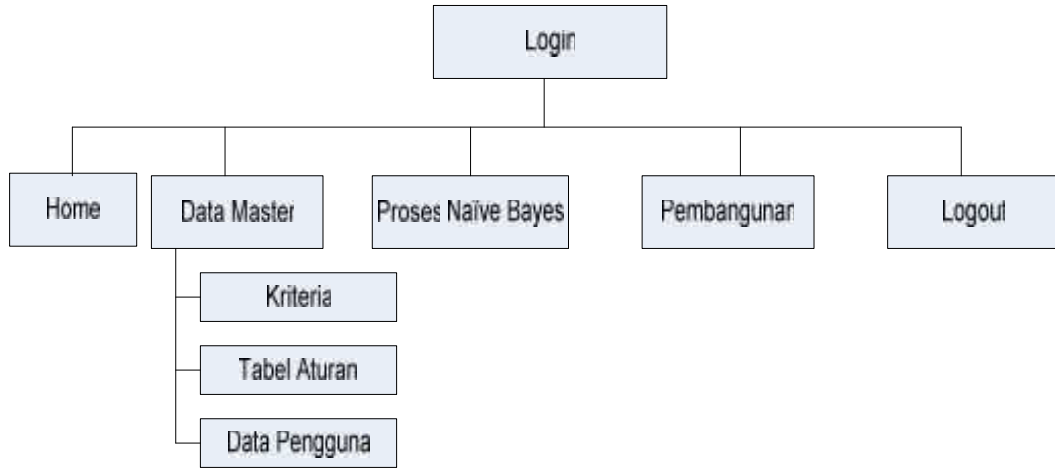 Login
Home
Data Master
Proses Naïve Bayes
Pembangunan
Logout
Kriteria
Tabel Aturan
Data Pengguna